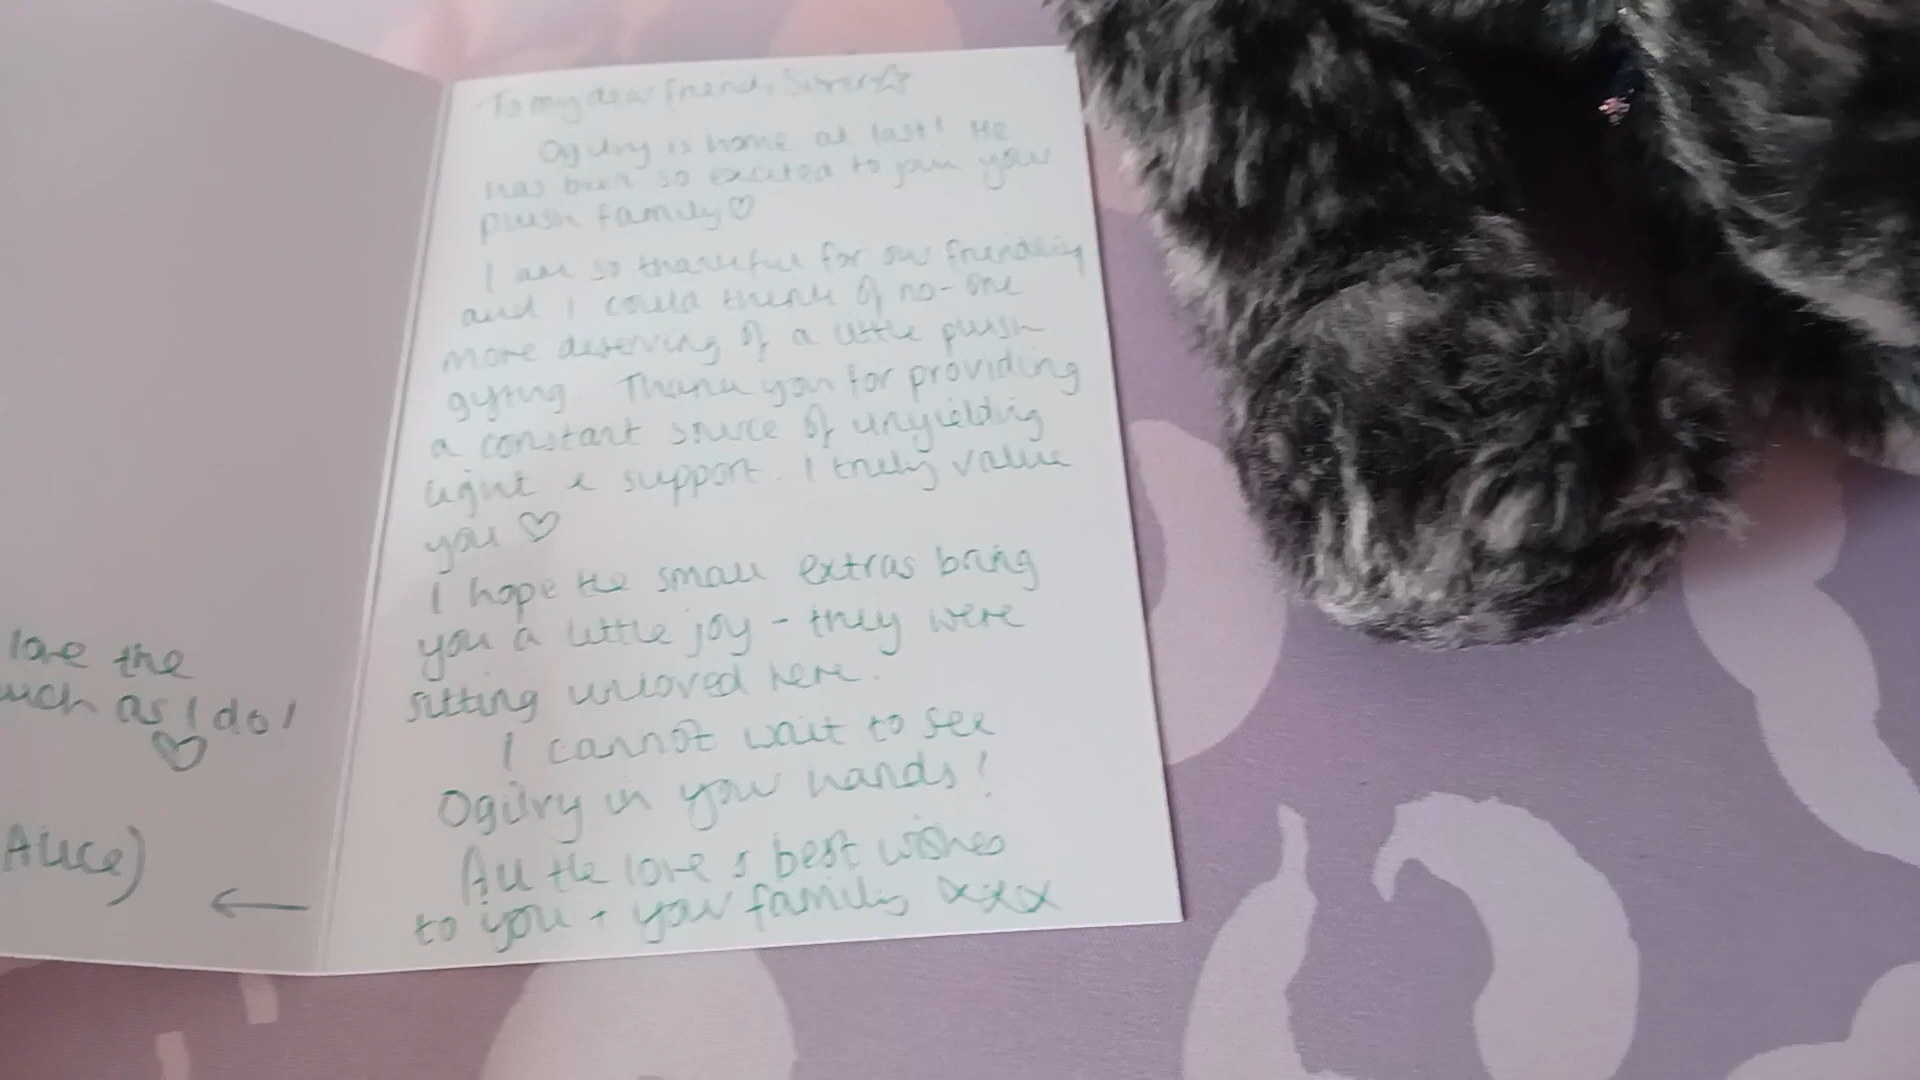 love the
uch as I do!
♡
Alice)
←
To my dear friend, Silver☆
Ogilvy is home at last! He
has been so excited to join your
plush family♡
I am so thankful for our friendship
and I could think of no-one
more deserving of a little plush
gifting. Thank you for providing
a constant source of unyielding
light & support. I truly value
you ♡
I hope the small extras bring
you a little joy - they were
sitting unloved here.
I cannot wait to see
Ogilvy in your hands!
All the love & best wishes
to you + your family xxx